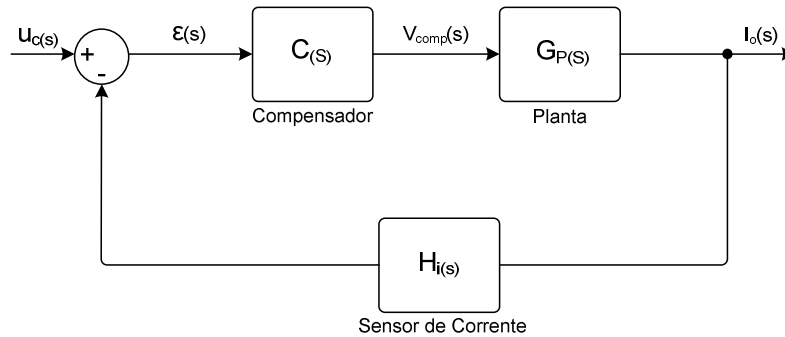 uc(s)
+
-
ε(s)
C(S)
Compensador
Vcomp(s)
GP(S)
Planta
Io(s)
Hi(s)
Sensor de Corrente